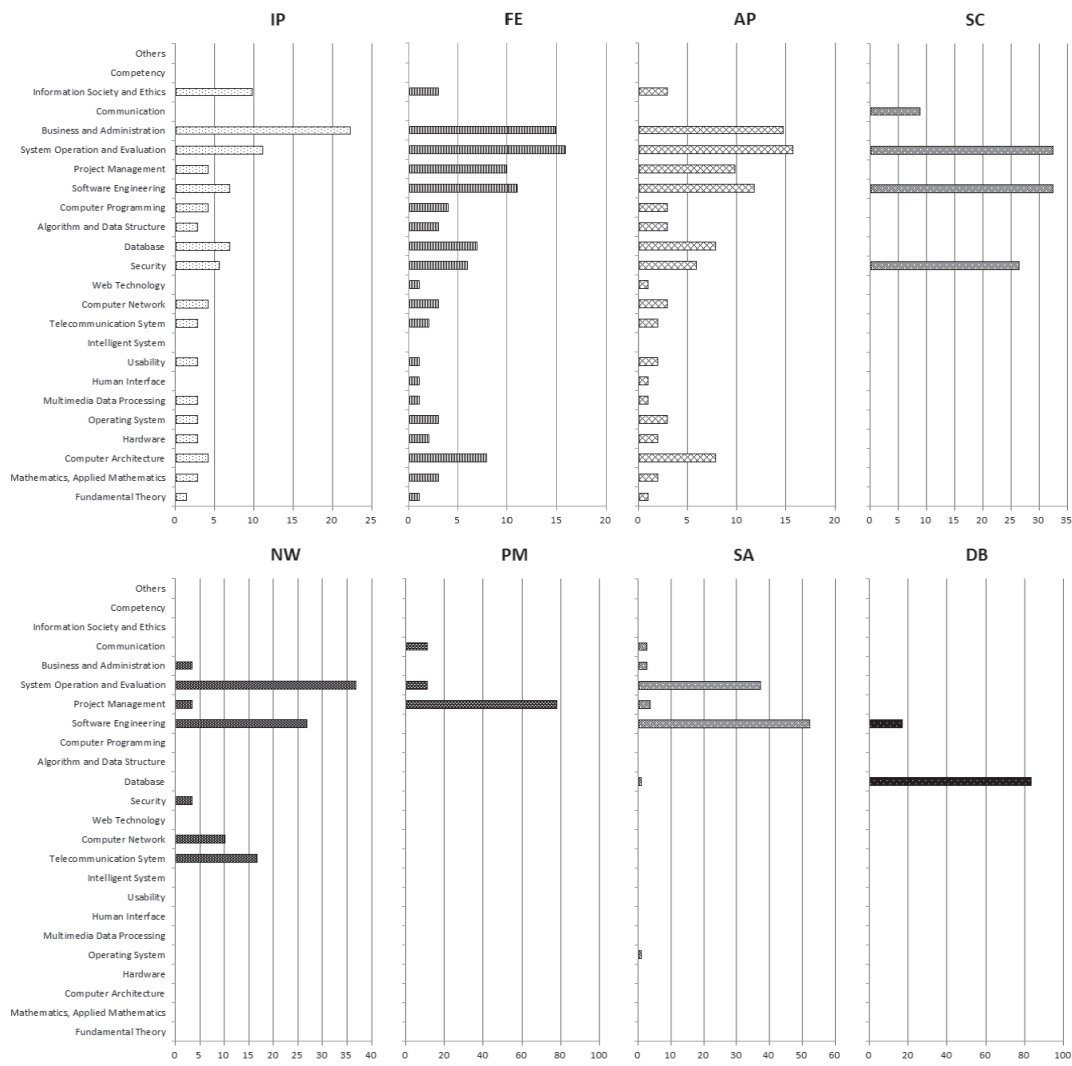 IP FE AP SC
Others
Competency
Information Society and Ethics
Communication
Business and Administration
System Operation and Evaluation
Project Management
Software Engineering
Computer Programming
Algorithm and Data Structure
Database
Security
Web Technology
Computer Network
Telecommunication Sytem
Intelligent System
Usability
Human Interface
Multimedia Data Processing
Operating System
Hardware
Computer Architecture
Mathematics, Applied Mathematics
Fundamental Theory
0 5 10 15 20 25 0 5 10 15 20 0 5 10 15 20 0 5 10 15 20 25 30 35
NW PM SA DB
Others
Competency
Information Society and Ethics
Communication
Business and Administration
System Operation and Evaluation
Project Management
Software Engineering
Computer Programming
Algorithm and Data Structure
Database
Security
Web Technology
Computer Network
Telecommunication Sytem
Intelligent System
Usability
Human Interface
Multimedia Data Processing
Operating System
Hardware
Computer Architecture
Mathematics, Applied Mathematics
Fundamental Theory
0 5 10 15 20 25 30 35 40 0 20 40 60 80 100 0 10 20 30 40 50 60 0 20 40 60 80 100